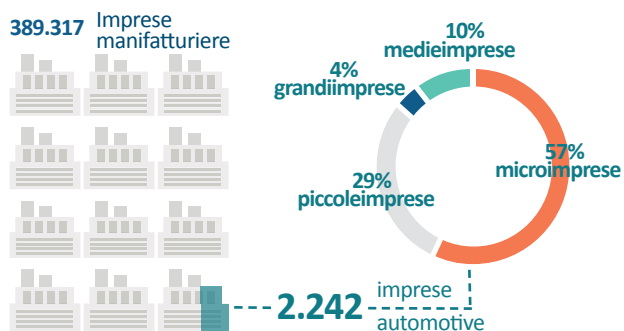 389.317 Imprese
manifatturiere
10%
medieimprese
4%
grandiimprese
57%
microimprese
29%
piccoleimprese
2.242 imprese
automotive